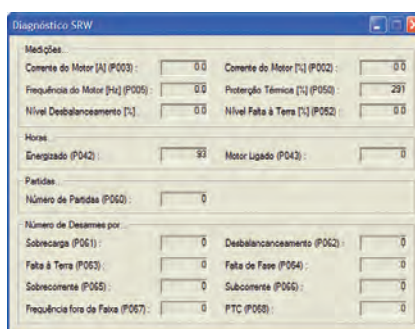 Diagnóstico SRW
Medições
Corrente do Motor [A] (P003) : 0.0 Corrente do Motor [%] (P002) : 0.0
Frequência do Motor [Hz] (P005) : 0.0 Proterção Térmica [%] (P050) : 291
Nível Desbalanceamento [%] 0.0 Nível Falta à Terra [%] (P052) : 0.0
Horas
Energizado (P042) : 93 Motor Ligado (P043) : 0
Partidas
Número de Partidas (P060) : 0
Número de Desarmes por
Sobrecarga (P061) : 0 Desbalancanceamento (P062) : 0
Falta à Terra (P063) : 0 Falta de Fase (P064) : 0
Sobrecorrente (P065) : 0 Subcorrente (P066) : 0
Frequência fora da Faixa (P067) : 0 PTC (P068) : 0